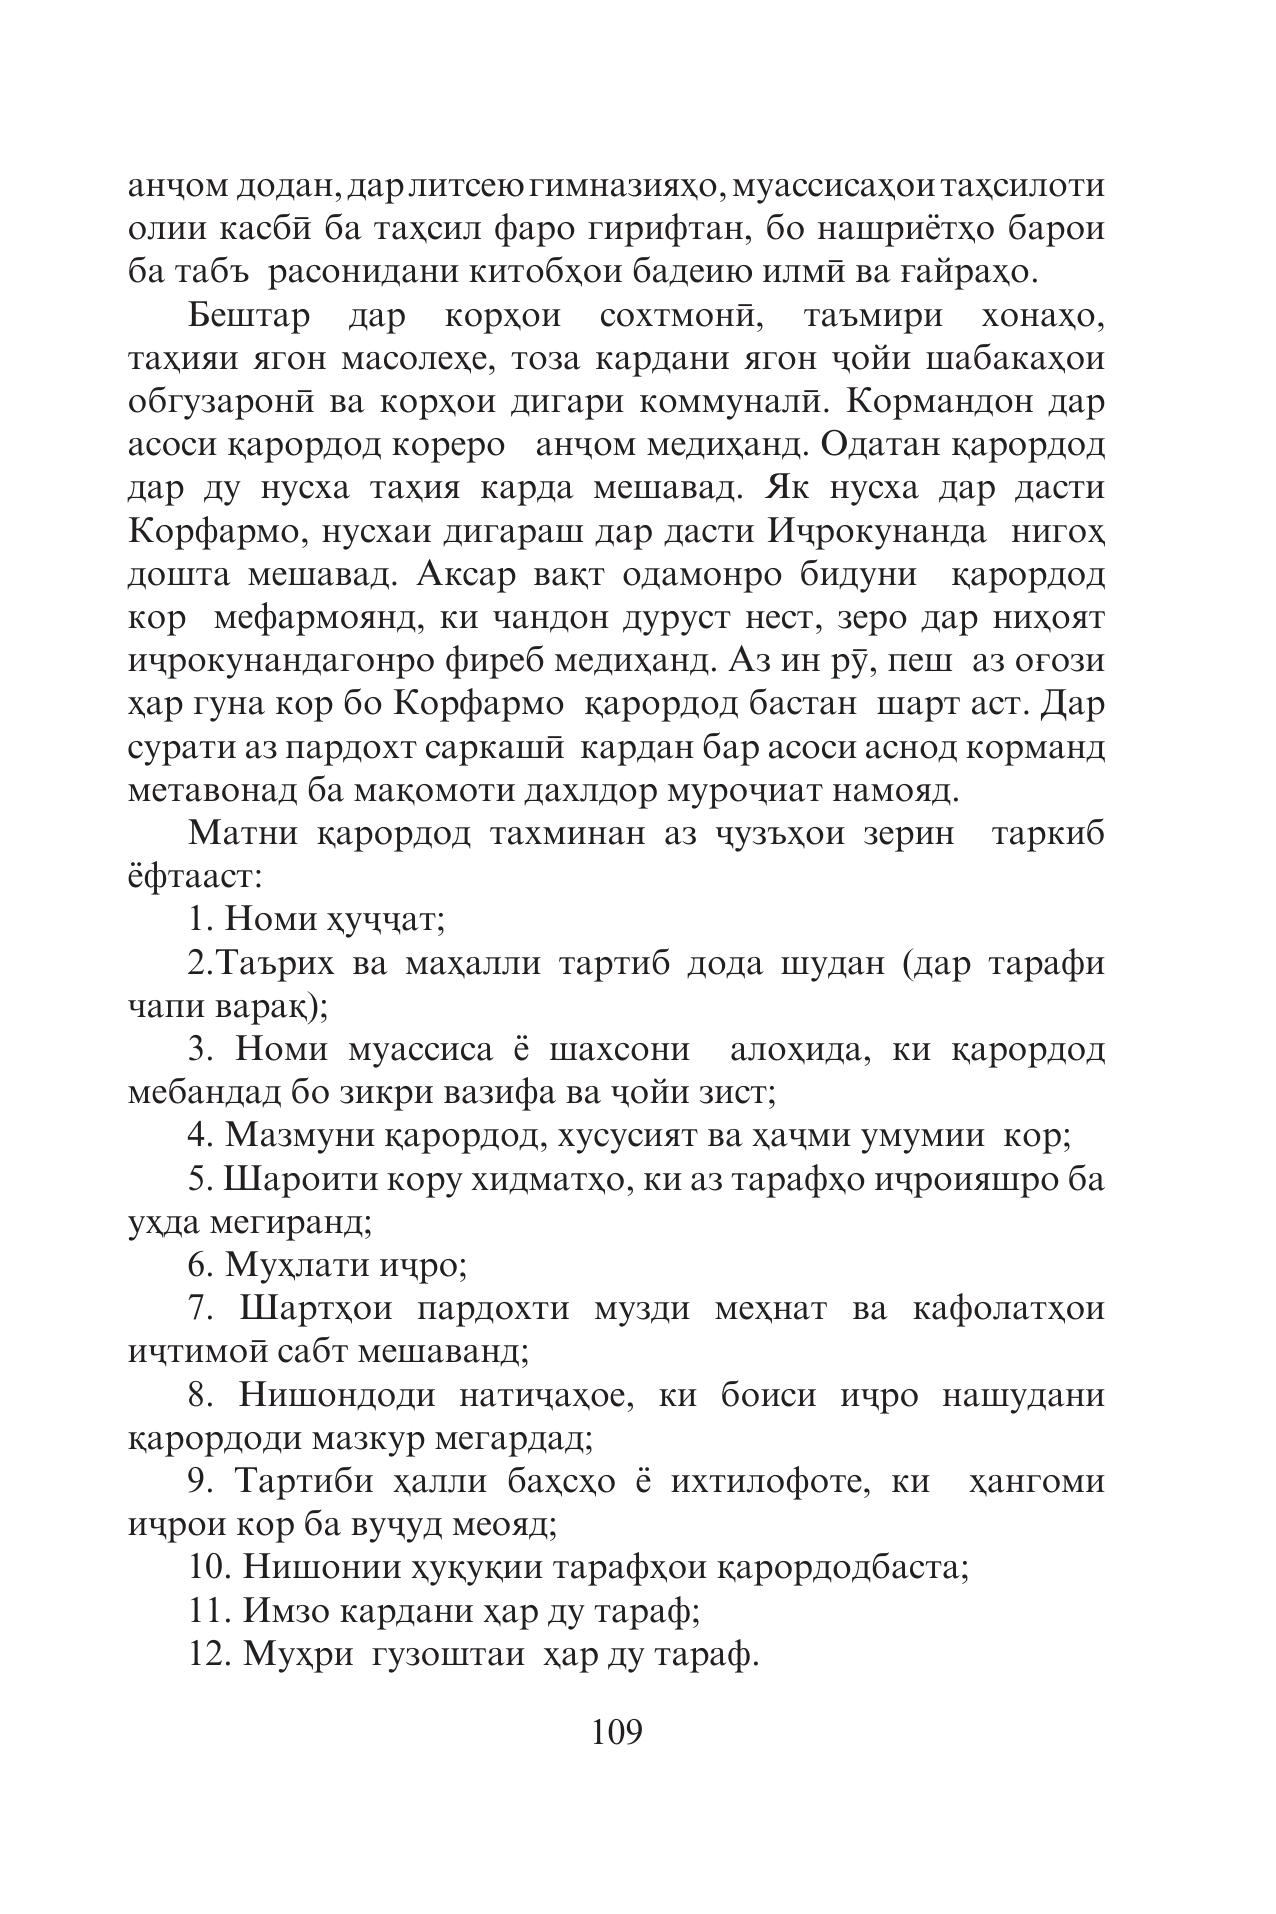 анҷом додан, дар литсею гимназияҳо, муассисаҳои таҳсилоти
олии касбӣ ба таҳсил фаро гирифтан, бо нашриётҳо барои
ба табъ расонидани китобҳои бадеию илмӣ ва ғайраҳо.
Бештар дар корҳои сохтмонӣ, таъмири хонаҳо,
таҳияи ягон масолеҳе, тоза кардани ягон ҷойи шабакаҳои
обгузаронӣ ва корҳои дигари коммуналӣ. Кормандон дар
асоси қарордод кореро анҷом медиҳанд. Одатан қарордод
дар ду нусха таҳия карда мешавад. Як нусха дар дасти
Корфармо, нусхаи дигараш дар дасти Иҷрокунанда нигоҳ
дошта мешавад. Аксар вақт одамонро бидуни қарордод
кор мефармоянд, ки чандон дуруст нест, зеро дар ниҳоят
иҷрокунандагонро фиреб медиҳанд. Аз ин рӯ, пеш аз оғози
ҳар гуна кор бо Корфармо қарордод бастан шарт аст. Дар
сурати аз пардохт саркашӣ кардан бар асоси аснод корманд
метавонад ба мақомоти дахлдор муроҷиат намояд.
Матни қарордод тахминан аз ҷузъҳои зерин таркиб
ёфтааст:
1. Номи ҳуҷҷат;
2.Таърих ва маҳалли тартиб дода шудан (дар тарафи
чапи варақ);
3. Номи муассиса ё шахсони алоҳида, ки қарордод
мебандад бо зикри вазифа ва ҷойи зист;
4. Мазмуни қарордод, хусусият ва ҳаҷми умумии кор;
5. Шароити кору хидматҳо, ки аз тарафҳо иҷроияшро ба
уҳда мегиранд;
6. Муҳлати иҷро;
7. Шартҳои пардохти музди меҳнат ва кафолатҳои
иҷтимоӣ сабт мешаванд;
8. Нишондоди натиҷаҳое, ки боиси иҷро нашудани
қарордоди мазкур мегардад;
9. Тартиби ҳалли баҳсҳо ё ихтилофоте, ки ҳангоми
иҷрои кор ба вуҷуд меояд;
10. Нишонии ҳуқуқии тарафҳои қарордодбаста;
11. Имзо кардани ҳар ду тараф;
12. Муҳри гузоштаи ҳар ду тараф.
109